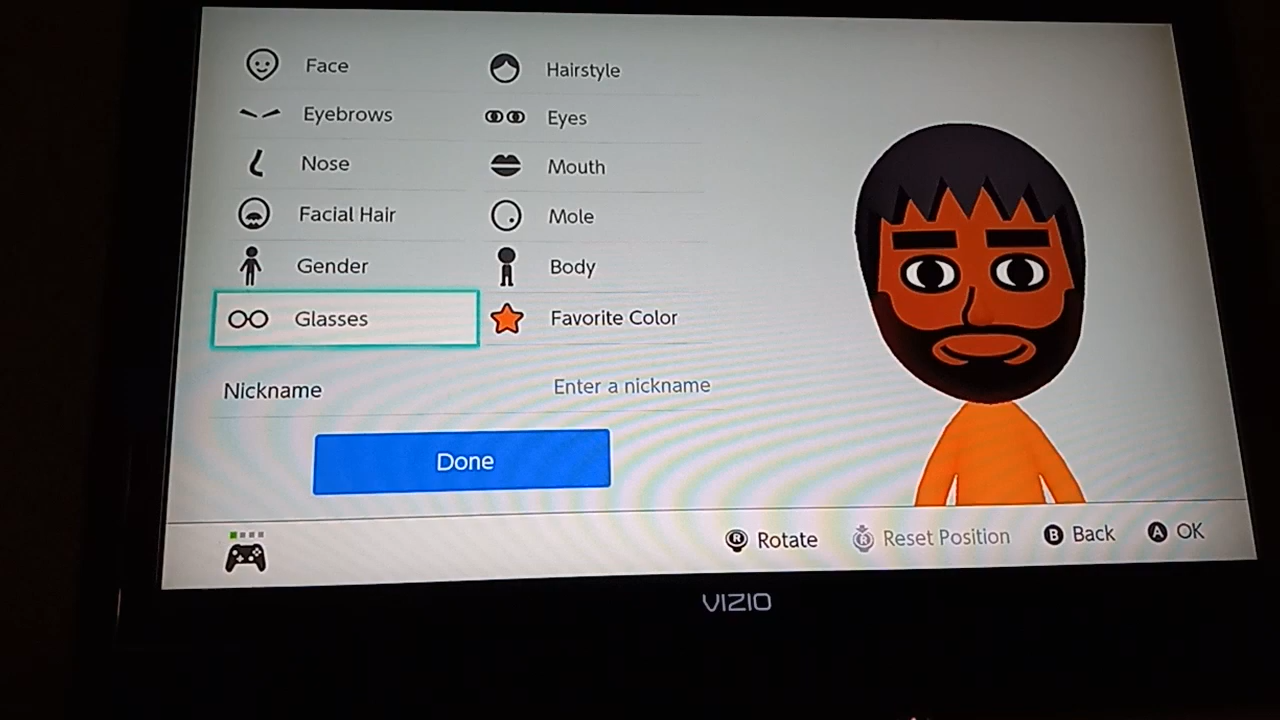 Face
Hairstyle
Eyebrows
Eyes
Nose
Mouth
Facial Hair
Mole
Gender
Body
Glasses
Favorite Color
Nickname
Enter a nickname
Done
R Rotate
R Reset Position
B Back
A OK
VIZIO